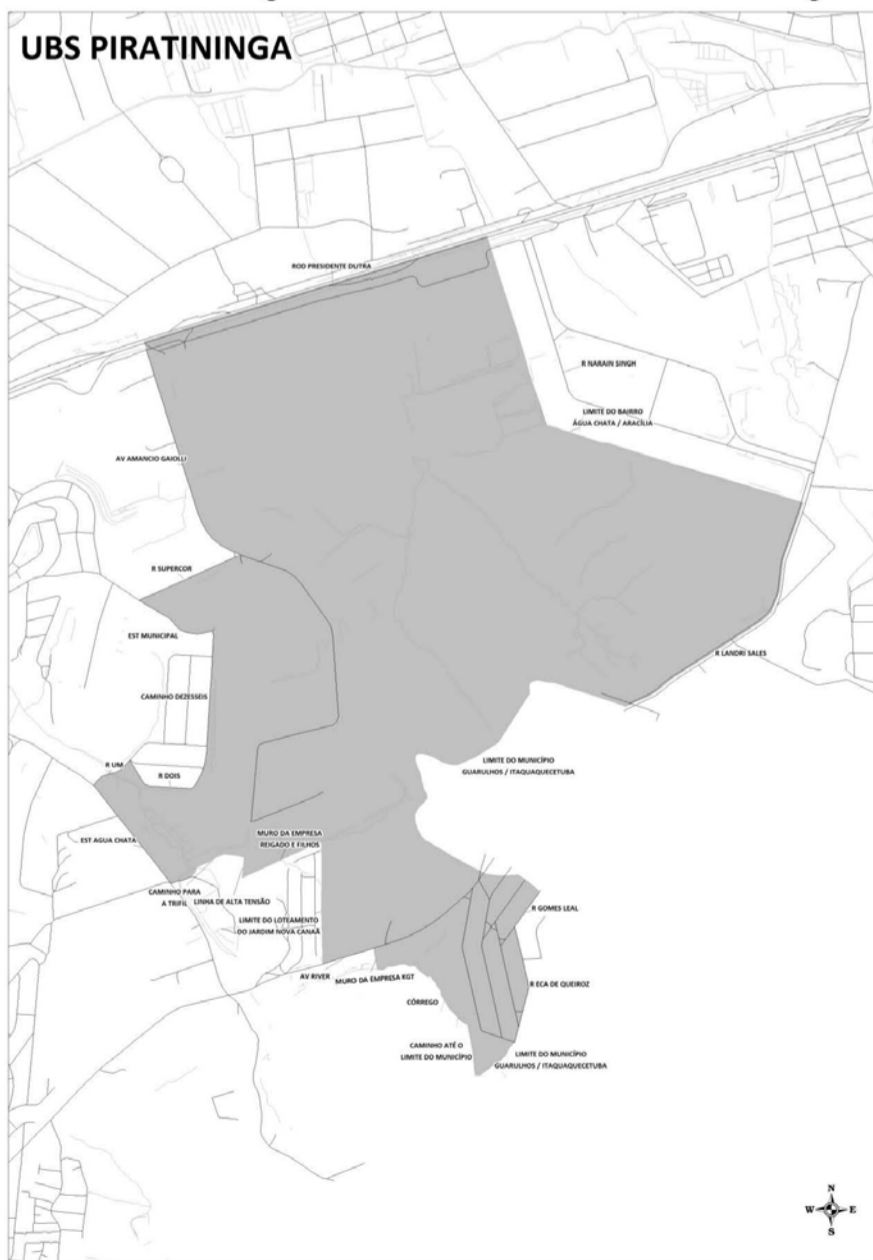 UBS PIRATININGA
ROD PRESIDENTE DUTRA
R NARAIN SINGH
LIMITE DO BAIRRO
ÁGUA CHATA / ARACÍLIA
AV AMANCIO GAIOLLI
R SUPERCOR
EST MUNICIPAL
R LANDRI SALES
CAMINHO DEZESSEIS
R UM
R DOIS
LIMITE DO MUNICÍPIO
GUARULHOS / ITAQUAQUECETUBA
EST AGUA CHATA
MURO DA EMPRESA
REIGADO E FILHOS
CAMINHO PARA
A TRIFIL
LINHA DE ALTA TENSÃO
LIMITE DO LOTEAMENTO
DO JARDIM NOVA CANAÃ
R GOMES LEAL
AV RIVER
MURO DA EMPRESA KGT
R ECA DE QUEIROZ
CÓRREGO
CAMINHO ATÉ O
LIMITE DO MUNICÍPIO
LIMITE DO MUNICÍPIO
GUARULHOS / ITAQUAQUECETUBA
N
W E
S